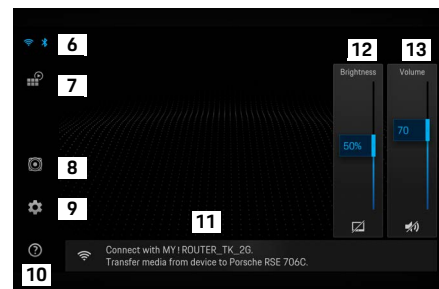 6
12
13
7
Brightness
Volume
70
50%
8
9
11
10
Connect with MY!ROUTER_TK_2G.
Transfer media from device to Porsche RSE 706C.